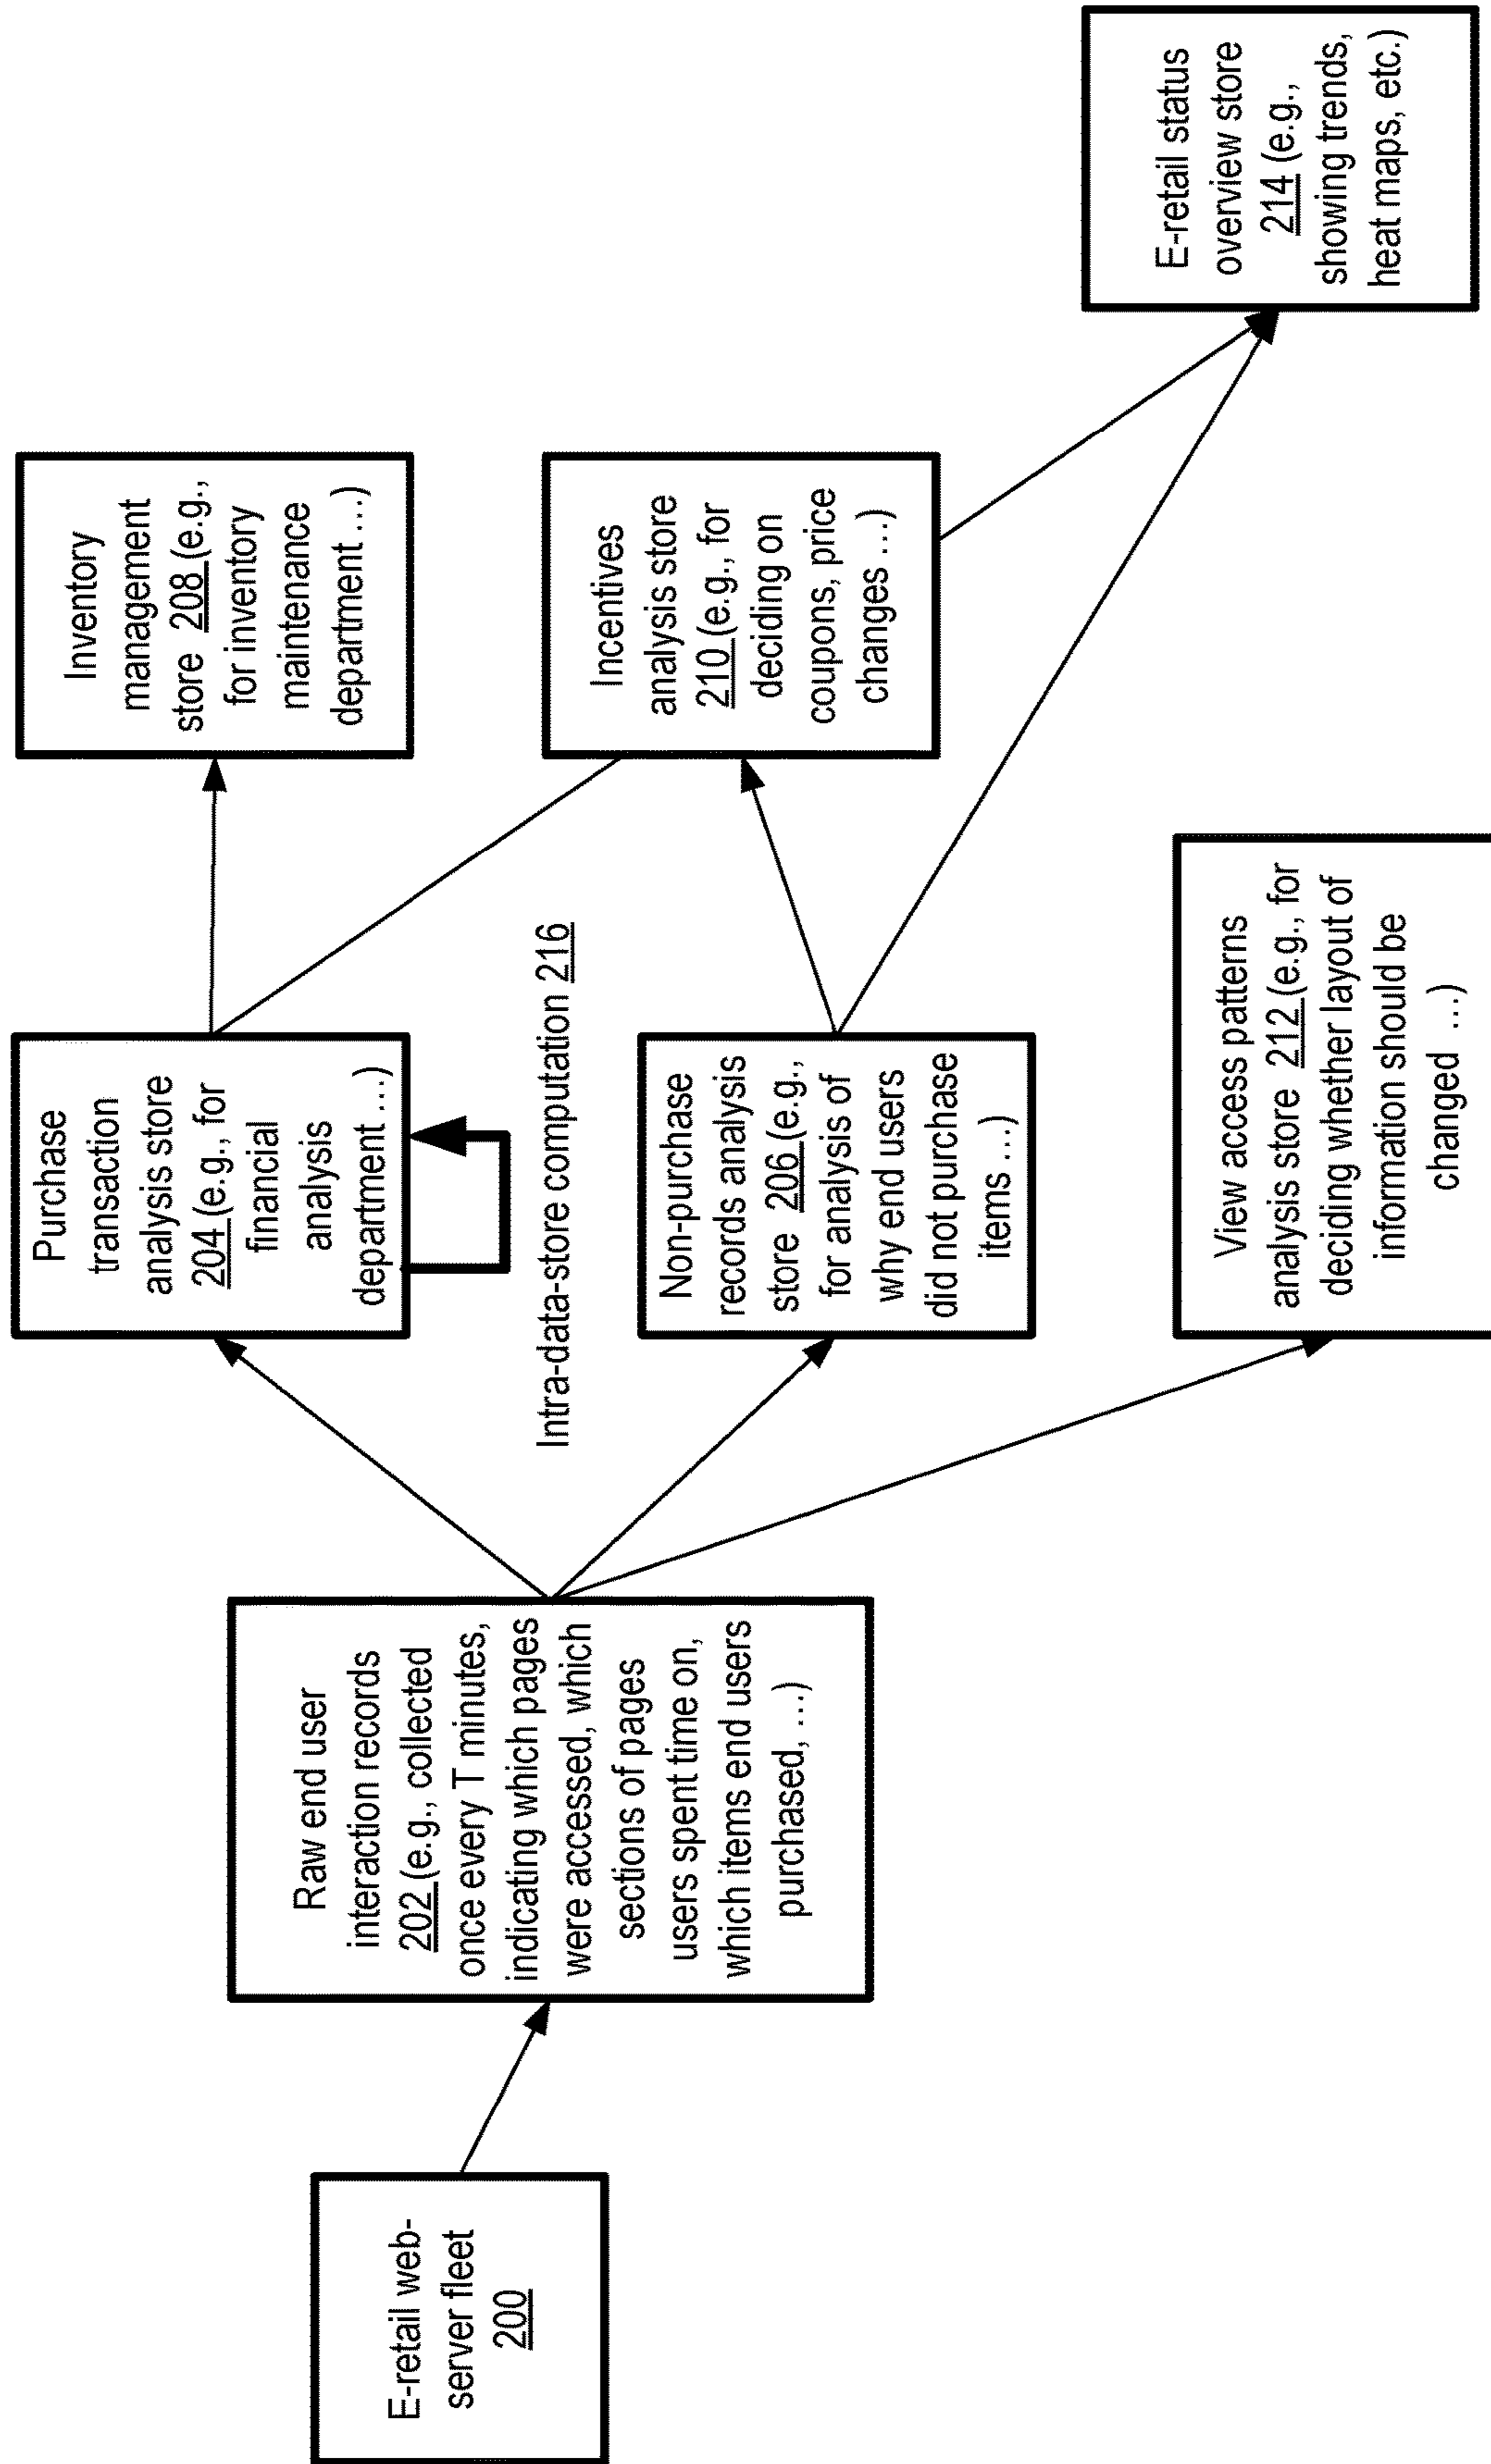 E-retail web-
server fleet
200
Raw end user
interaction records
202 (e.g., collected
once every T minutes,
indicating which pages
were accessed, which
sections of pages
users spent time on,
which items end users
purchased, …)
Purchase
transaction
analysis store
204 (e.g., for
financial
analysis
department …)
Intra-data-store computation 216
Non-purchase
records analysis
store 206 (e.g.,
for analysis of
why end users
did not purchase
items …)
View access patterns
analysis store 212 (e.g., for
deciding whether layout of
information should be
changed …)
Inventory
management
store 208 (e.g.,
for inventory
maintenance
department …)
Incentives
analysis store
210 (e.g., for
deciding on
coupons, price
changes …)
E-retail status
overview store
214 (e.g.,
showing trends,
heat maps, etc.)